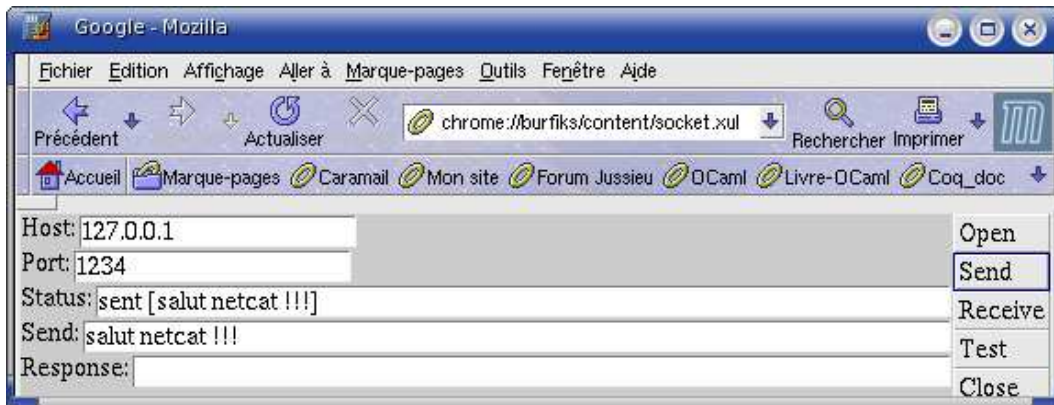 Google - Mozilla
Fichier Edition Affichage Aller à Marque-pages Outils Fenêtre Aide
Précédent Actualiser chrome://burfiks/content/socket.xul Rechercher Imprimer
Accueil Marque-pages Caramail Mon site Forum Jussieu OCaml Livre-OCaml Coq_doc
Host: 127.0.0.1
Open
Port: 1234
Send
Status: sent [salut netcat !!!]
Receive
Send: salut netcat !!!
Test
Response:
Close